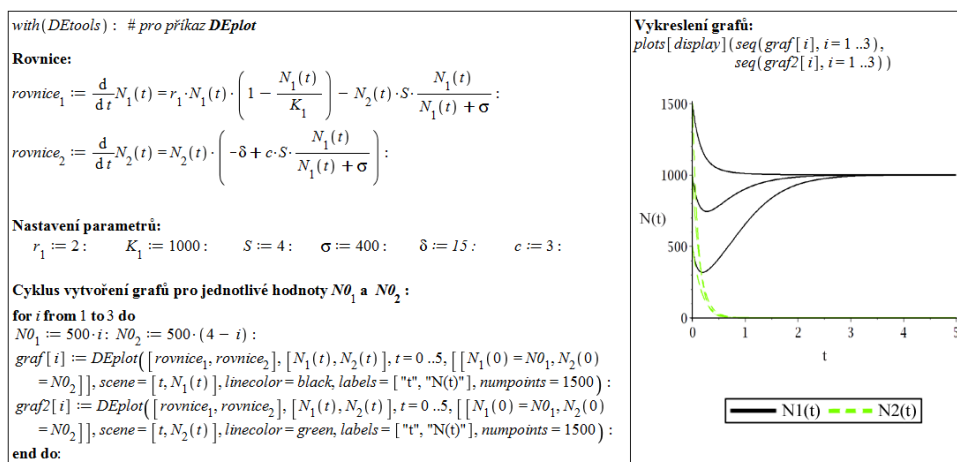 with(DEtools) : # pro příkaz DEplot
Rovnice:
rovnice₁ := d/dt N₁(t) = r₁·N₁(t)·(1 − N₁(t)/K₁) − N₂(t)·S·N₁(t)/(N₁(t) + σ) :
rovnice₂ := d/dt N₂(t) = N₂(t)·(-δ + c·S·N₁(t)/(N₁(t) + σ)) :
Nastavení parametrů:
r₁ := 2 : K₁ := 1000 : S := 4 : σ := 400 : δ := 15 : c := 3 :
Cyklus vytvoření grafů pro jednotlivé hodnoty N0₁ a N0₂ :
for i from 1 to 3 do
N0₁ := 500·i : N0₂ := 500·(4 − i) :
graf[i] := DEplot([rovnice₁, rovnice₂], [N₁(t), N₂(t)], t = 0 ..5, [[N₁(0) = N0₁, N₂(0)
= N0₂]], scene = [t, N₁(t)], linecolor = black, labels = ["t", "N(t)"], numpoints = 1500) :
graf2[i] := DEplot([rovnice₁, rovnice₂], [N₁(t), N₂(t)], t = 0 ..5, [[N₁(0) = N0₁, N₂(0)
= N0₂]], scene = [t, N₂(t)], linecolor = green, labels = ["t", "N(t)"], numpoints = 1500) :
end do:
Vykreslení grafů:
plots[display](seq(graf[i], i = 1 ..3),
seq(graf2[i], i = 1 ..3))
1500
1000
N(t)
500
0
0 1 2 3 4 5
t
N1(t) N2(t)